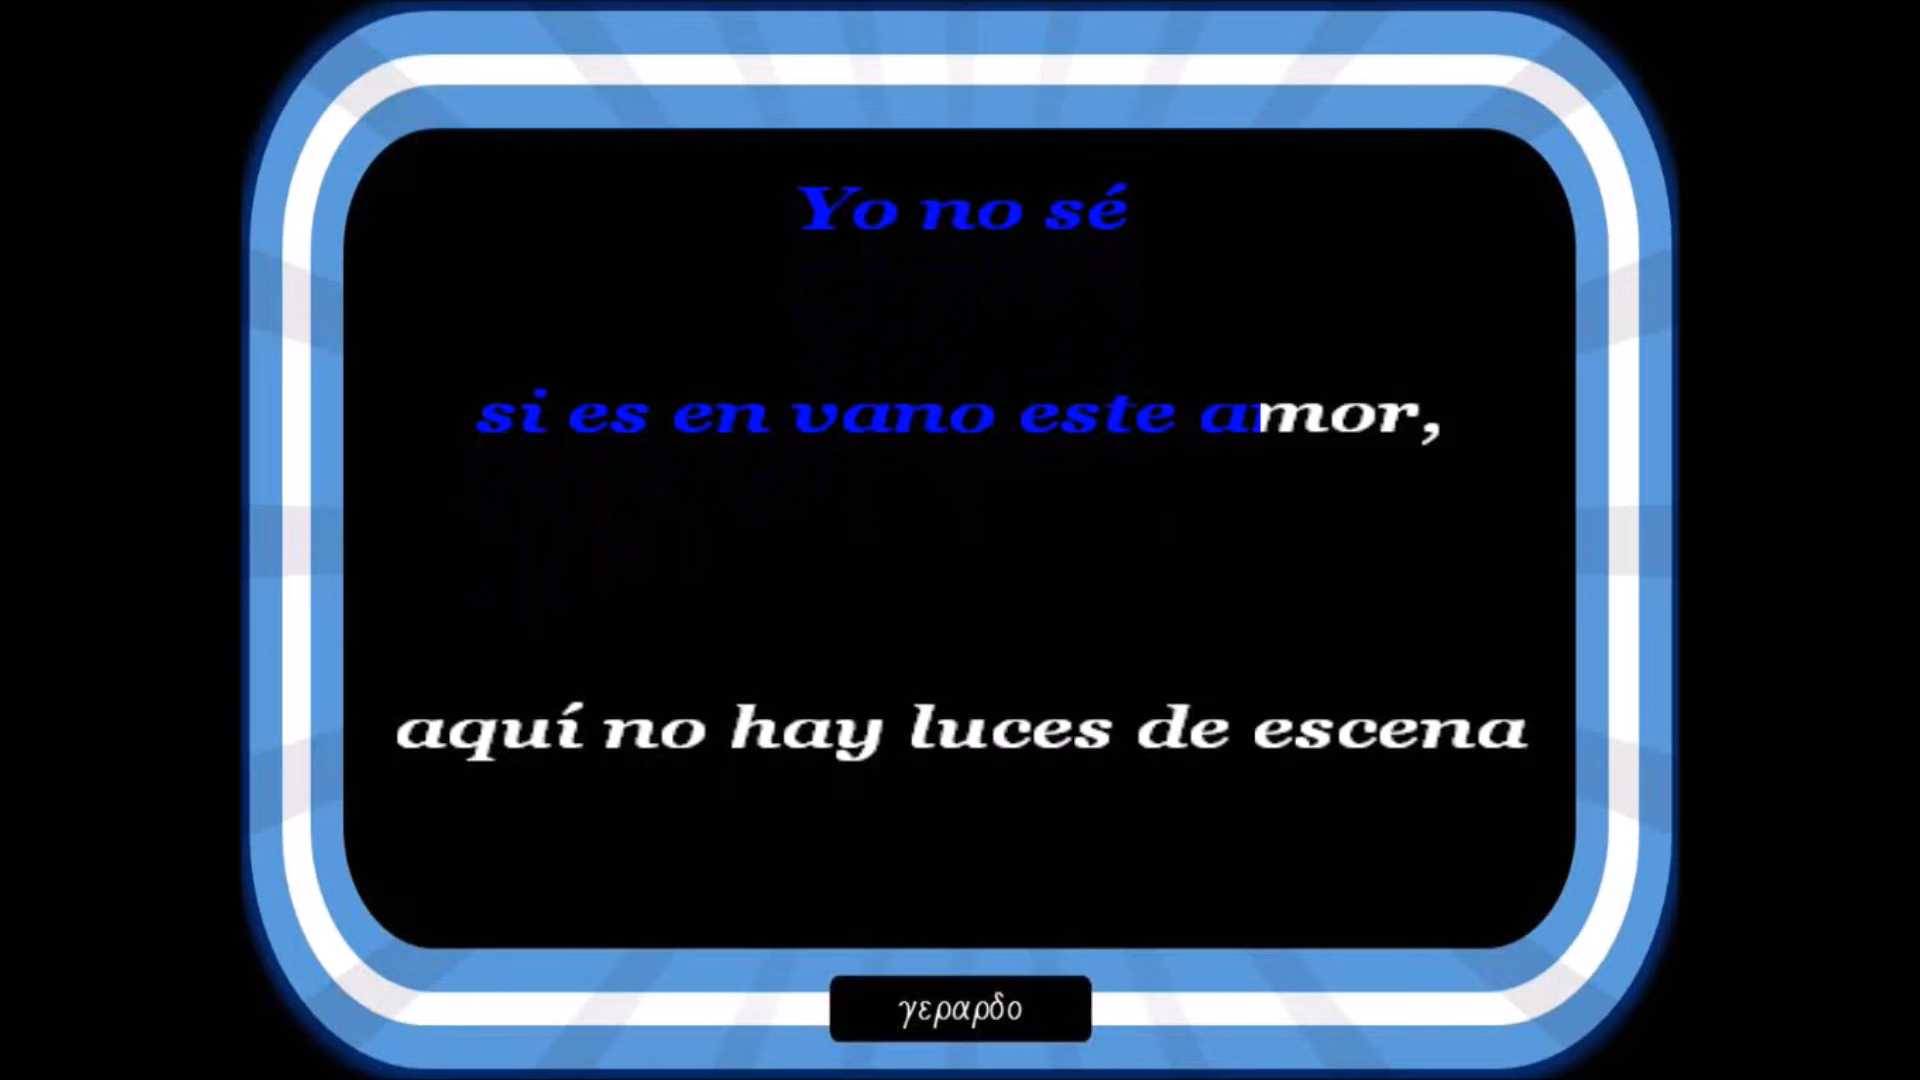 Yo no sé
si es en vano este amor,
aquí no hay luces de escena
γεραρδο